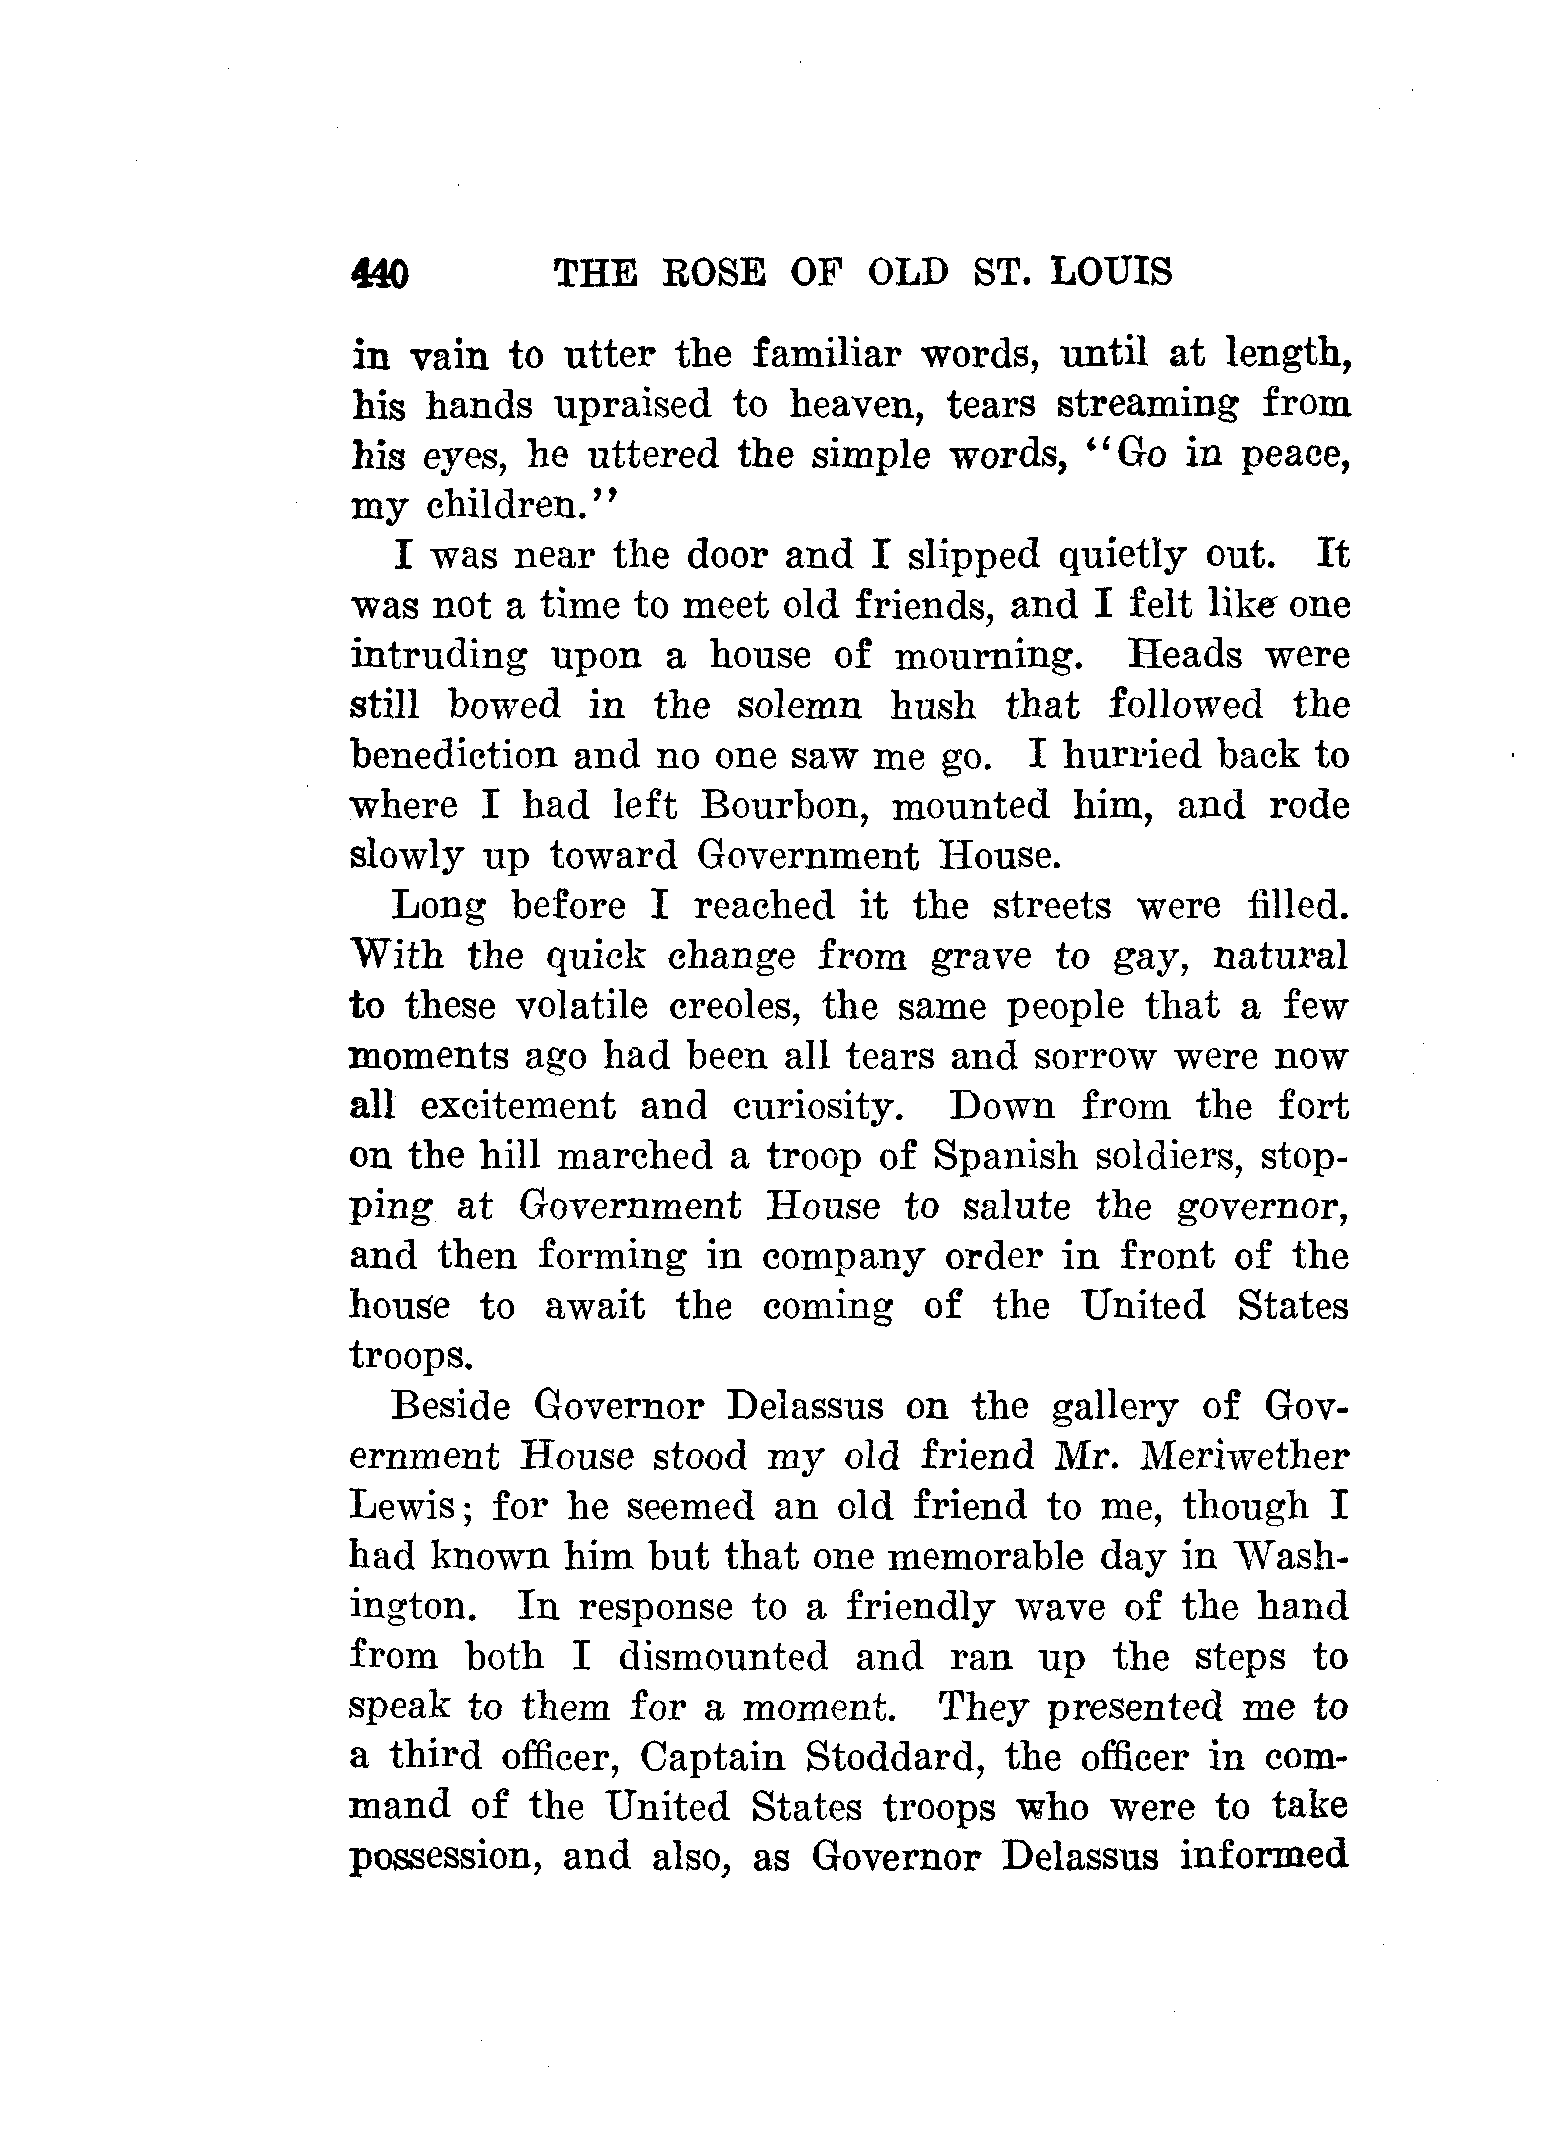 440 THE ROSE OF OLD ST. LOUIS
in vain to utter the familiar words, until at length,
his hands upraised to heaven, tears streaming from
his eyes, he uttered the simple words, "Go in peace,
my children."
I was near the door and I slipped quietly out. It
was not a time to meet old friends, and I felt like one
intruding upon a house of mourning. Heads were
still bowed in the solemn hush that followed the
benediction and no one saw me go. I hurried back to
where I had left Bourbon, mounted him, and rode
slowly up toward Government House.
Long before I reached it the streets were filled.
With the quick change from grave to gay, natural
to these volatile creoles, the same people that a few
moments ago had been all tears and sorrow were now
all excitement and curiosity. Down from the fort
on the hill marched a troop of Spanish soldiers, stop-
ping at Government House to salute the governor,
and then forming in company order in front of the
house to await the coming of the United States
troops.
Beside Governor Delassus on the gallery of Gov-
ernment House stood my old friend Mr. Meriwether
Lewis; for he seemed an old friend to me, though I
had known him but that one memorable day in Wash-
ington. In response to a friendly wave of the hand
from both I dismounted and ran up the steps to
speak to them for a moment. They presented me to
a third officer, Captain Stoddard, the officer in com-
mand of the United States troops who were to take
possession, and also, as Governor Delassus informed